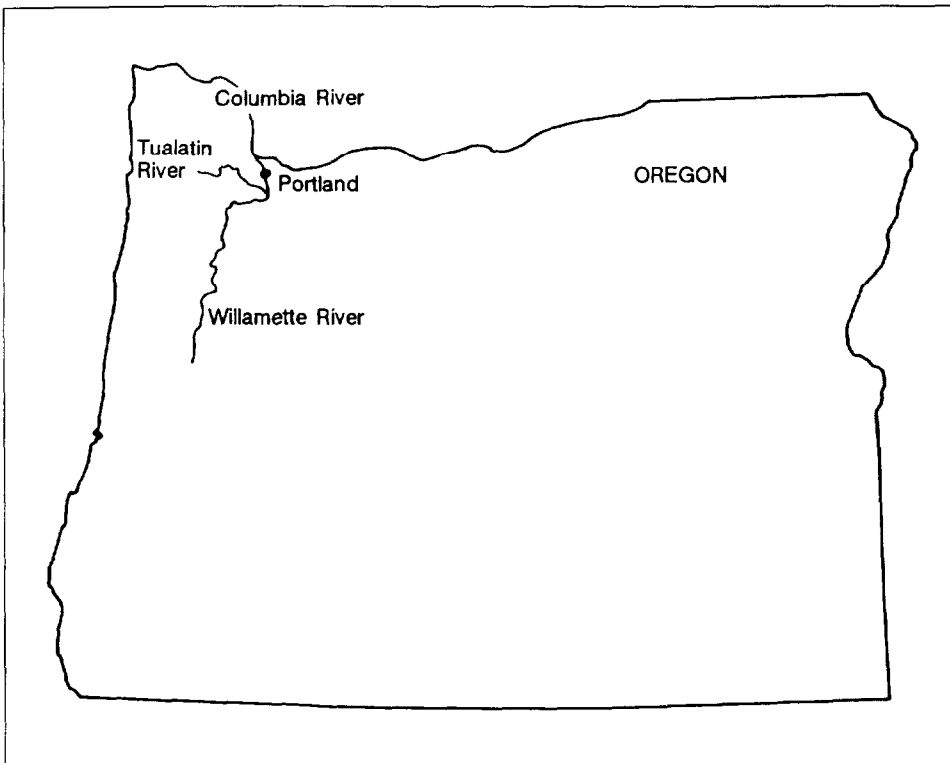 Columbia River
Tualatin
River
Portland
OREGON
Willamette River